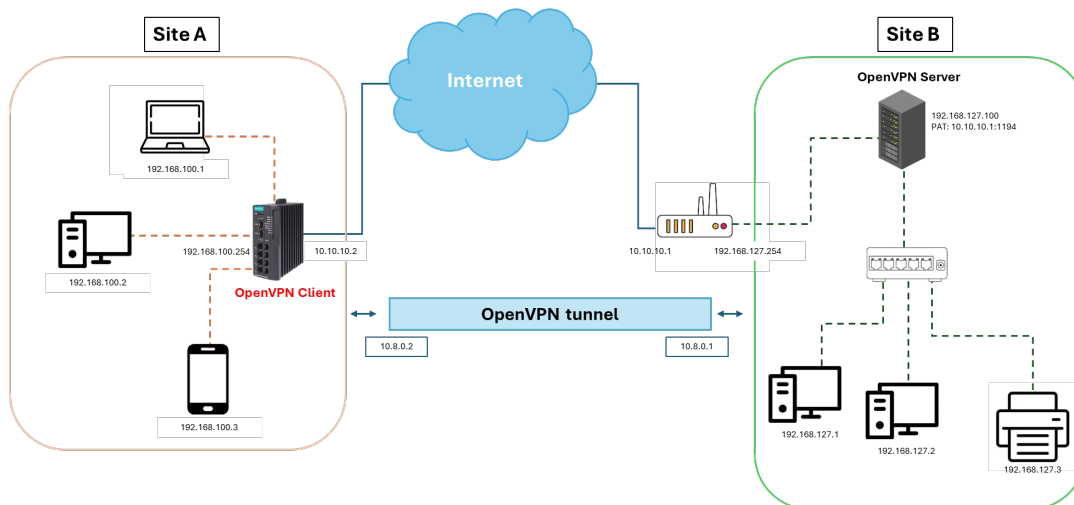 Site A
Site B
Internet
OpenVPN Server
192.168.127.100
PAT: 10.10.10.1:1194
192.168.100.1
192.168.100.254
10.10.10.2
10.10.10.1
192.168.127.254
192.168.100.2
OpenVPN Client
OpenVPN tunnel
10.8.0.2
10.8.0.1
192.168.100.3
192.168.127.1
192.168.127.2
192.168.127.3